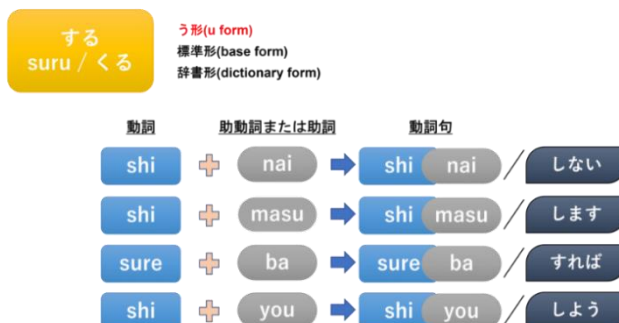 する
suru / くる
う形(u form)
標準形(base form)
辞書形(dictionary form)
動詞 助動詞または助詞 動詞句
shi + nai shi nai / しない
shi + masu shi masu / します
sure + ba sure ba / すれば
shi + you shi you / しよう